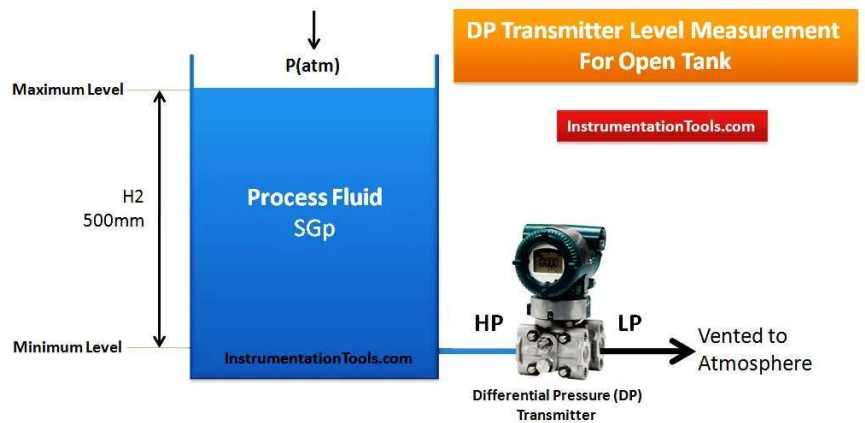 DP Transmitter Level Measurement
For Open Tank
P(atm)
Maximum Level
InstrumentationTools.com
H2
500mm
Process Fluid
SGp
HP
LP
Vented to
Atmosphere
Minimum Level
InstrumentationTools.com
Differential Pressure (DP)
Transmitter